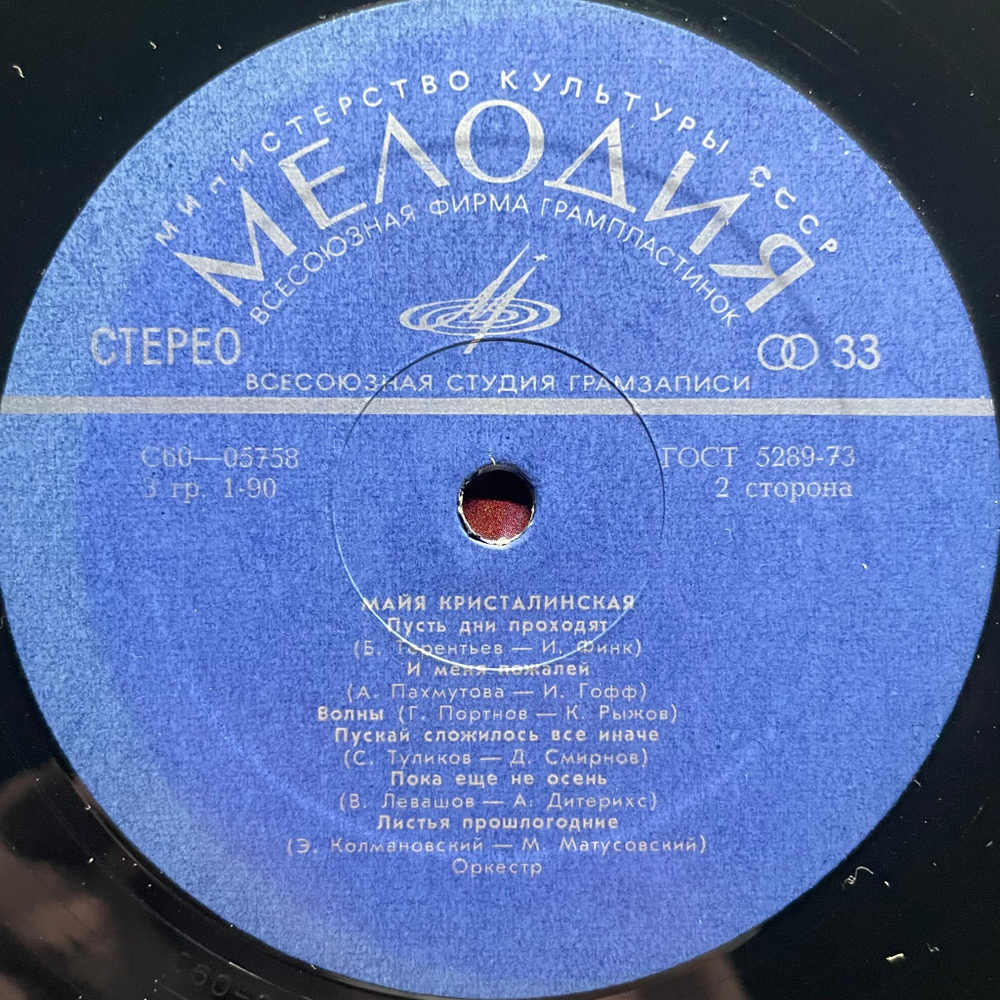 МИНИСТЕРСТВО КУЛЬТУРЫ СССР
МЕЛОДИЯ
ВСЕСОЮЗНАЯ ФИРМА ГРАМПЛАСТИНОК
СТЕРЕО
33
ВСЕСОЮЗНАЯ СТУДИЯ ГРАМЗАПИСИ
С60—05758
ГОСТ 5289-73
3 гр. 1-90
2 сторона
МАЙЯ КРИСТАЛИНСКАЯ
Пусть дни проходят
(Б. Терентьев — И. Финк)
И меня пожалей
(А. Пахмутова — И. Гофф)
Волны (Г. Портнов — К. Рыжов)
Пускай сложилось все иначе
(С. Туликов — Д. Смирнов)
Пока еще не осень
(В. Левашов — А. Дитерихс)
Листья прошлогодние
(Э. Колмановский — М. Матусовский)
Оркестр